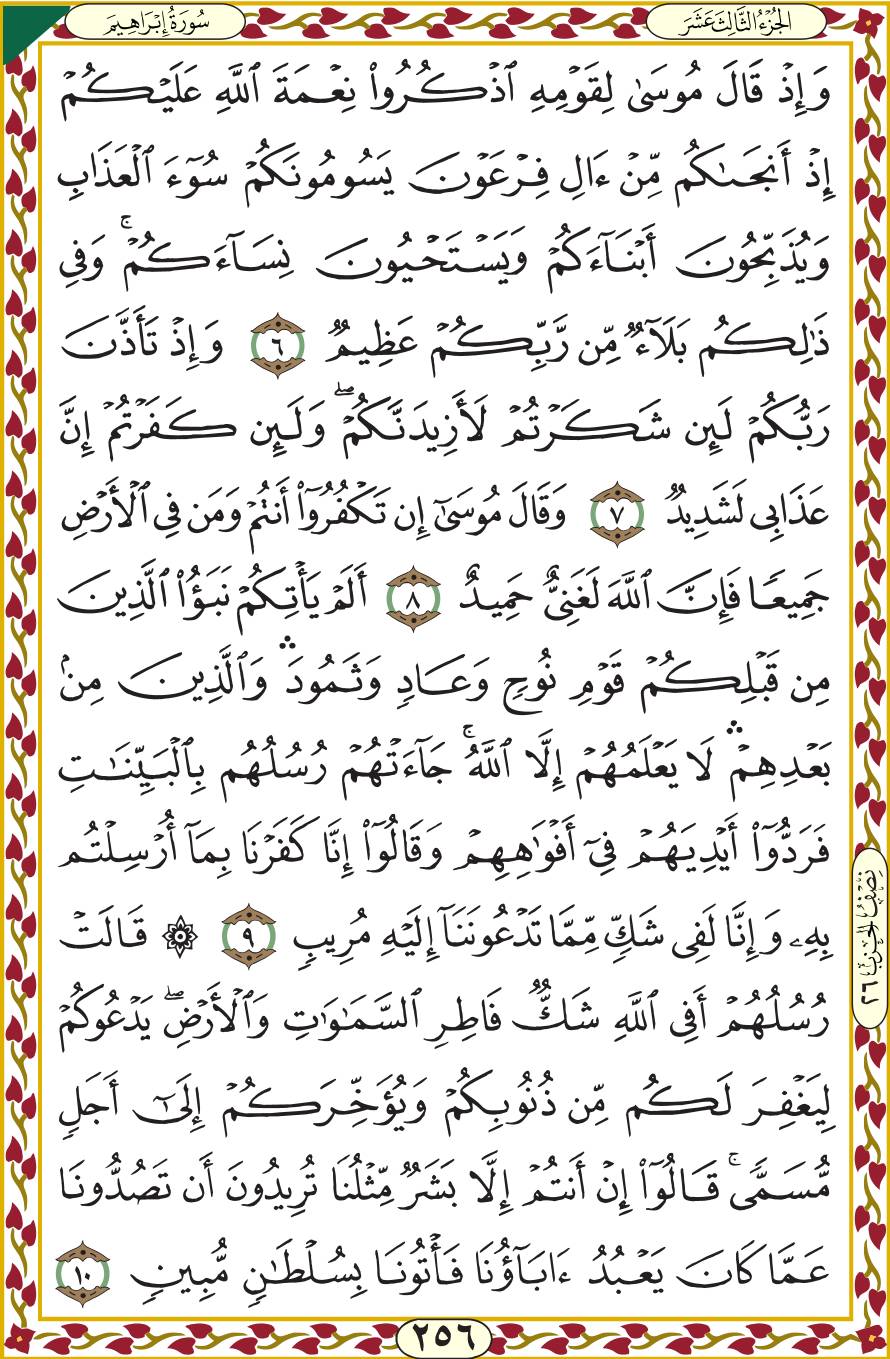 الجُزْءُ الثَّالِثَ عَشَرَ
سُورَةُ إِبْرَاهِيمَ
وَإِذْ قَالَ مُوسَىٰ لِقَوْمِهِ ٱذْكُرُوا۟ نِعْمَةَ ٱللَّهِ عَلَيْكُمْ
إِذْ أَنجَىٰكُم مِّنْ ءَالِ فِرْعَوْنَ يَسُومُونَكُمْ سُوٓءَ ٱلْعَذَابِ
وَيُذَبِّحُونَ أَبْنَآءَكُمْ وَيَسْتَحْيُونَ نِسَآءَكُمْ ۚ وَفِى
ذَٰلِكُم بَلَآءٌ مِّن رَّبِّكُمْ عَظِيمٌ ٦ وَإِذْ تَأَذَّنَ
رَبُّكُمْ لَئِن شَكَرْتُمْ لَأَزِيدَنَّكُمْ ۖ وَلَئِن كَفَرْتُمْ إِنَّ
عَذَابِى لَشَدِيدٌ ٧ وَقَالَ مُوسَىٰٓ إِن تَكْفُرُوٓا۟ أَنتُمْ وَمَن فِى ٱلْأَرْضِ
جَمِيعًا فَإِنَّ ٱللَّهَ لَغَنِىٌّ حَمِيدٌ ٨ أَلَمْ يَأْتِكُمْ نَبَؤُا۟ ٱلَّذِينَ
مِن قَبْلِكُمْ قَوْمِ نُوحٍ وَعَادٍ وَثَمُودَ ۛ وَٱلَّذِينَ مِنۢ
بَعْدِهِمْ ۛ لَا يَعْلَمُهُمْ إِلَّا ٱللَّهُ ۚ جَآءَتْهُمْ رُسُلُهُم بِٱلْبَيِّنَـٰتِ
فَرَدُّوٓا۟ أَيْدِيَهُمْ فِىٓ أَفْوَٰهِهِمْ وَقَالُوٓا۟ إِنَّا كَفَرْنَا بِمَآ أُرْسِلْتُم
بِهِۦ وَإِنَّا لَفِى شَكٍّ مِّمَّا تَدْعُونَنَآ إِلَيْهِ مُرِيبٍ ٩ ۞ قَالَتْ
رُسُلُهُمْ أَفِى ٱللَّهِ شَكٌّ فَاطِرِ ٱلسَّمَـٰوَٰتِ وَٱلْأَرْضِ ۖ يَدْعُوكُمْ
لِيَغْفِرَ لَكُم مِّن ذُنُوبِكُمْ وَيُؤَخِّرَكُمْ إِلَىٰٓ أَجَلٍ
مُّسَمًّى ۚ قَالُوٓا۟ إِنْ أَنتُمْ إِلَّا بَشَرٌ مِّثْلُنَا تُرِيدُونَ أَن تَصُدُّونَا
عَمَّا كَانَ يَعْبُدُ ءَابَآؤُنَا فَأْتُونَا بِسُلْطَـٰنٍ مُّبِينٍ ١٠
نِصْفُ الحِزْبِ ٢٦
٢٥٦